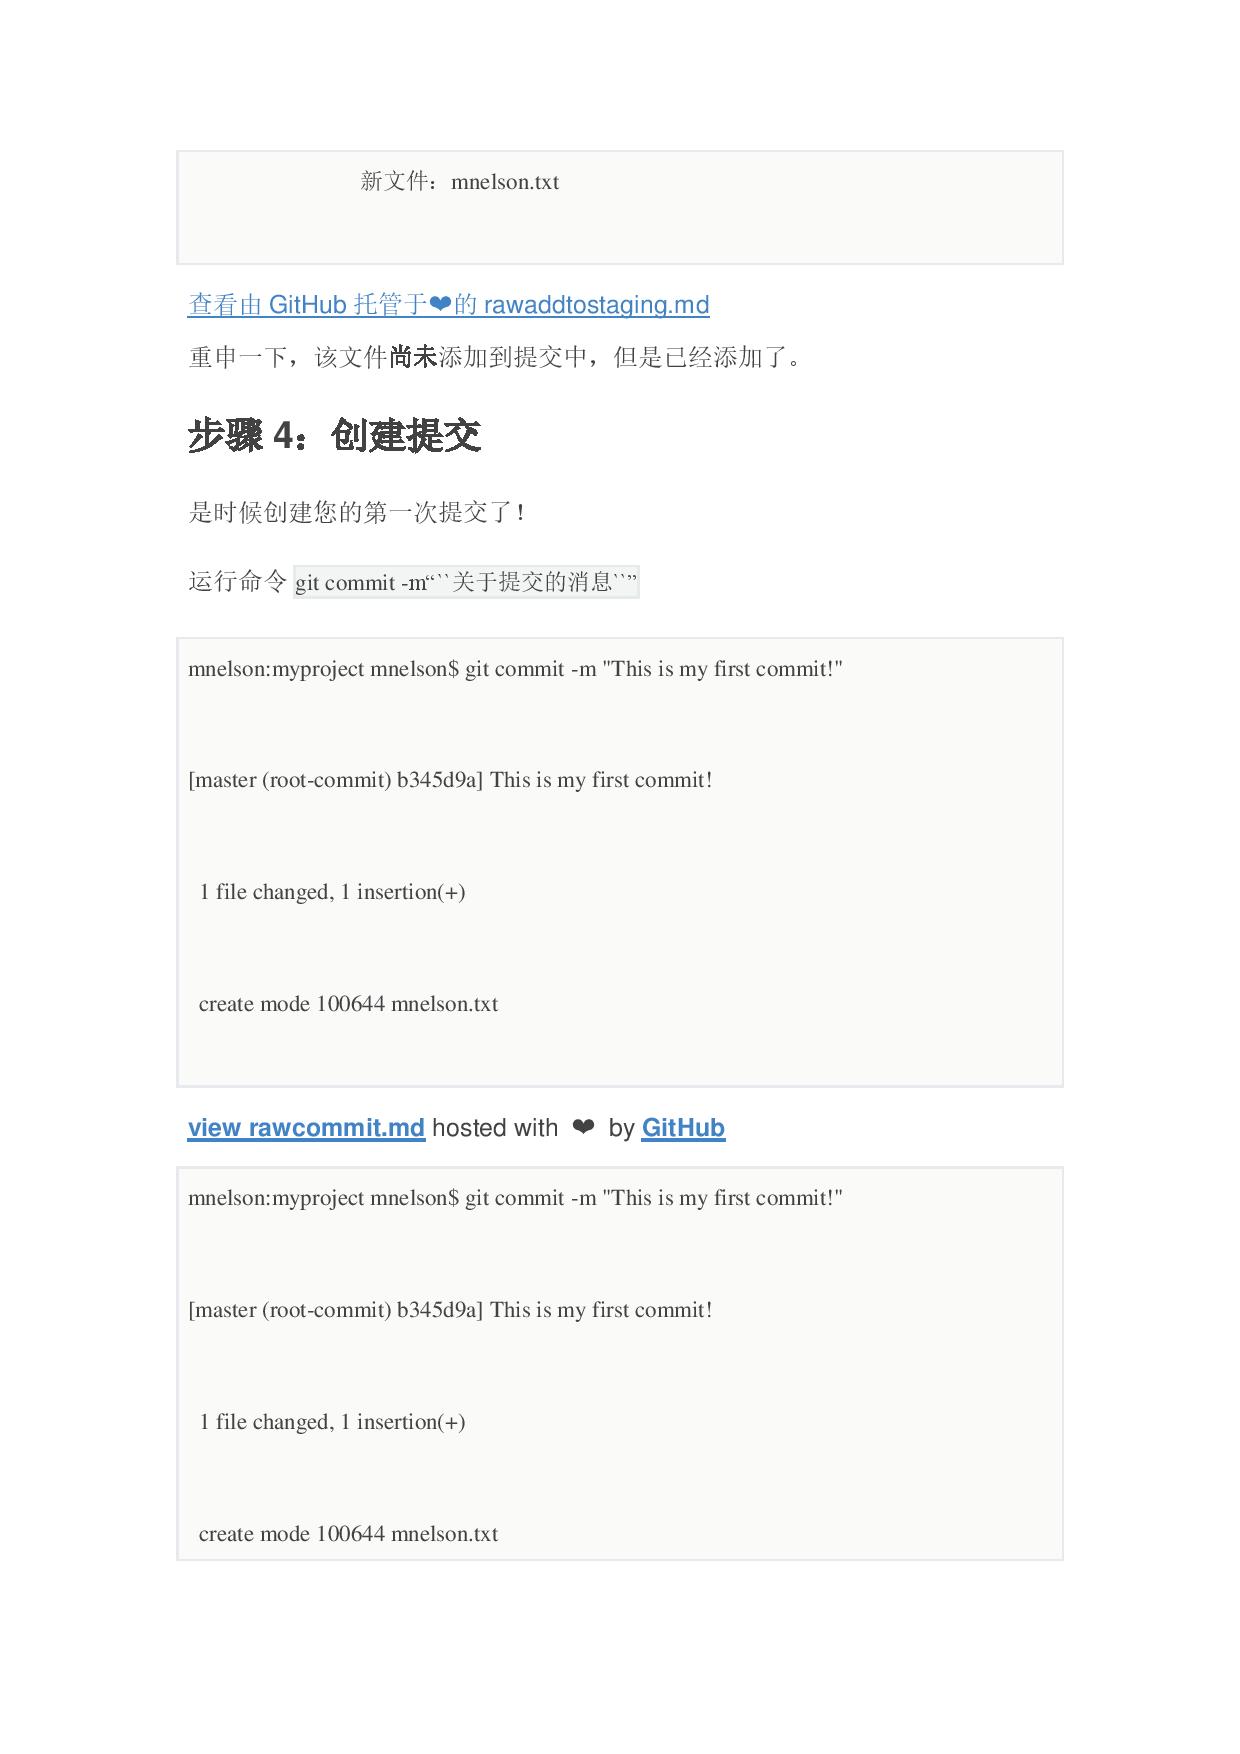 新文件：mnelson.txt
查看由 GitHub 托管于❤的 rawaddtostaging.md
重申一下，该文件尚未添加到提交中，但是已经添加了。
步骤 4：创建提交
是时候创建您的第一次提交了！
运行命令 git commit -m“``关于提交的消息``”
mnelson:myproject mnelson$ git commit -m "This is my first commit!"
[master (root-commit) b345d9a] This is my first commit!
1 file changed, 1 insertion(+)
create mode 100644 mnelson.txt
view rawcommit.md hosted with ❤ by GitHub
mnelson:myproject mnelson$ git commit -m "This is my first commit!"
[master (root-commit) b345d9a] This is my first commit!
1 file changed, 1 insertion(+)
create mode 100644 mnelson.txt